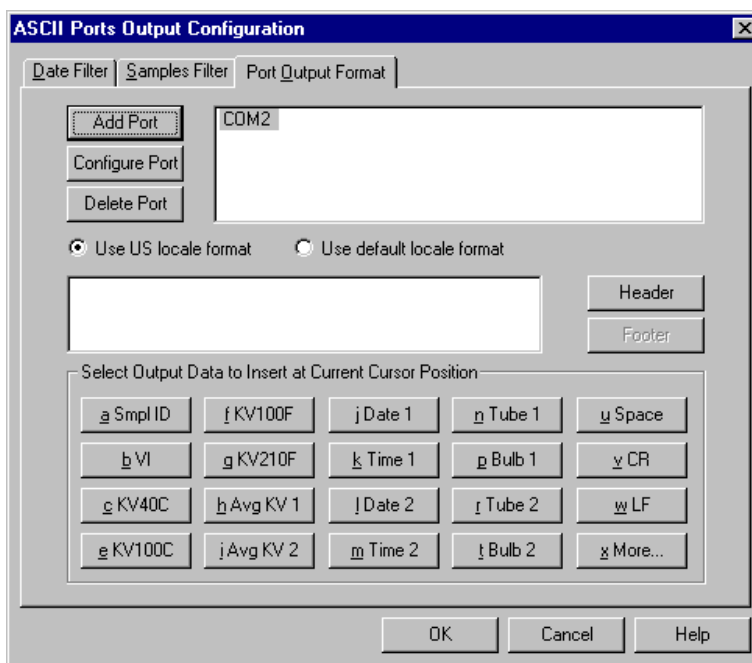 ASCII Ports Output Configuration
Date Filter Samples Filter Port Output Format
Add Port COM2
Configure Port
Delete Port
Use US locale format Use default locale format
Header
Footer
Select Output Data to Insert at Current Cursor Position
a Smpl ID f KV100F j Date 1 n Tube 1 u Space
b VI g KV210F k Time 1 p Bulb 1 v CR
c KV40C h Avg KV 1 l Date 2 r Tube 2 w LF
e KV100C i Avg KV 2 m Time 2 t Bulb 2 x More...
OK Cancel Help